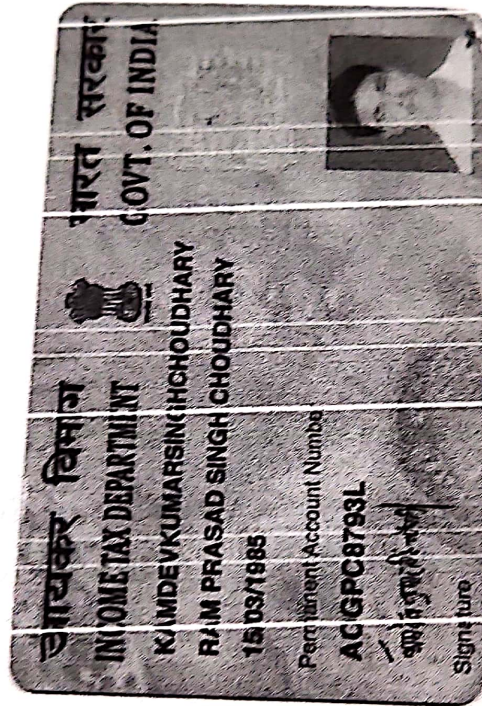 आयकर विभाग
INCOME TAX DEPARTMENT
भारत सरकार
GOVT. OF INDIA
KAMDEVKUMARSINGHCHOUDHARY
RAM PRASAD SINGH CHOUDHARY
15/03/1985
Permanent Account Number
AGGPC8793L
Signature